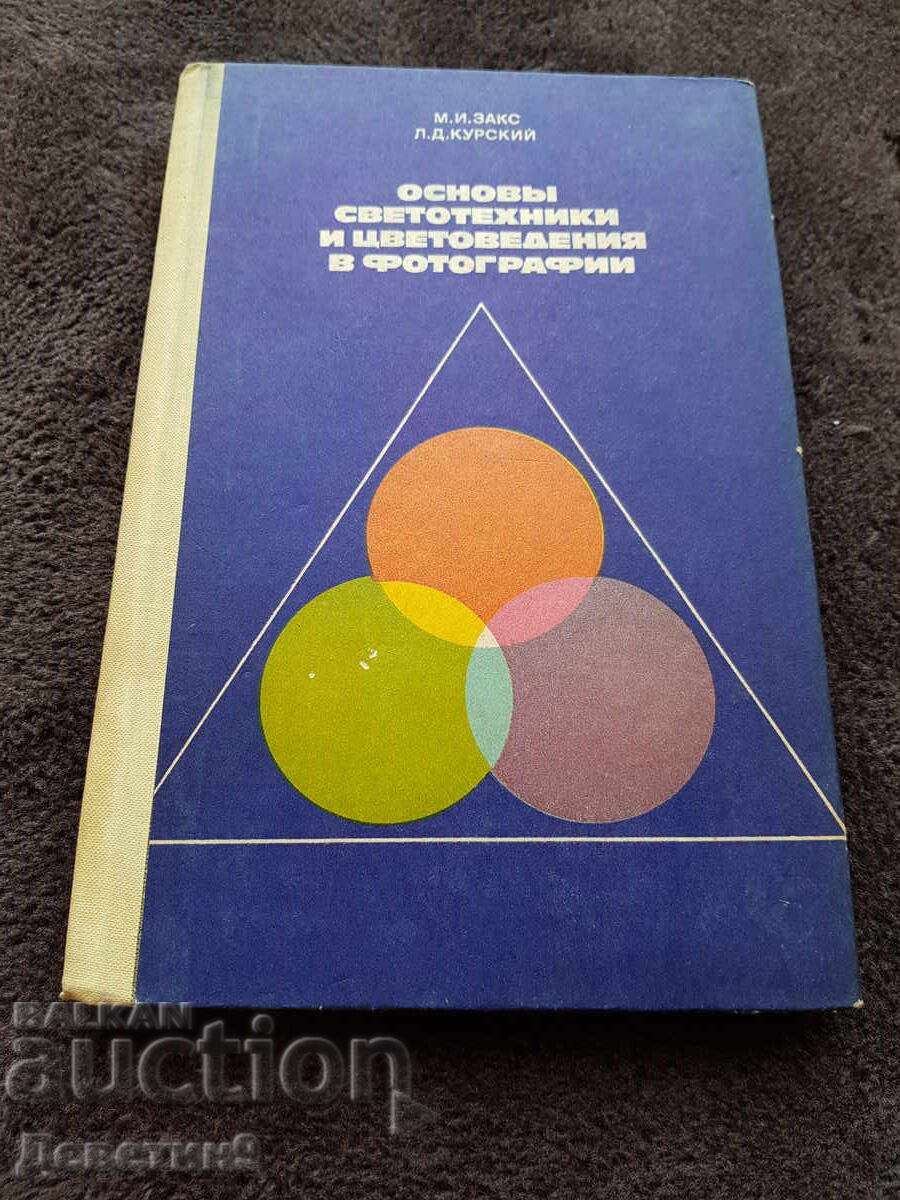 М.И.ЗАКС
Л.Д.КУРСКИЙ
ОСНОВЫ
СВЕТОТЕХНИКИ
И ЦВЕТОВЕДЕНИЯ
В ФОТОГРАФИИ
BALKAN
auction
Деветин9